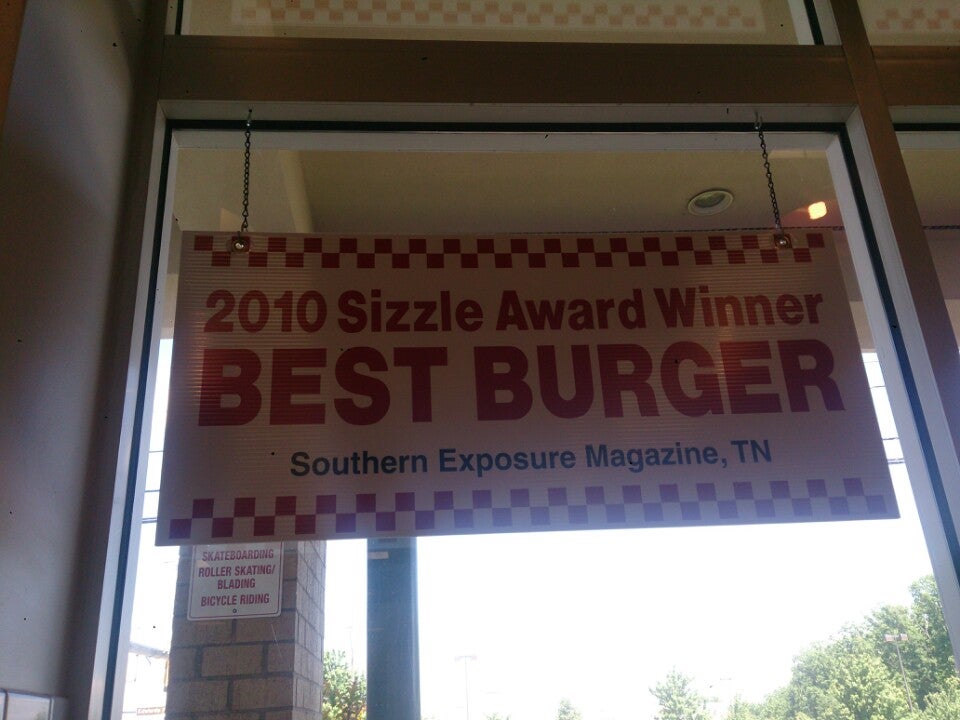 2010 Sizzle Award Winner
BEST BURGER
Southern Exposure Magazine, TN
SKATEBOARDING
ROLLER SKATING/
BLADING
BICYCLE RIDING